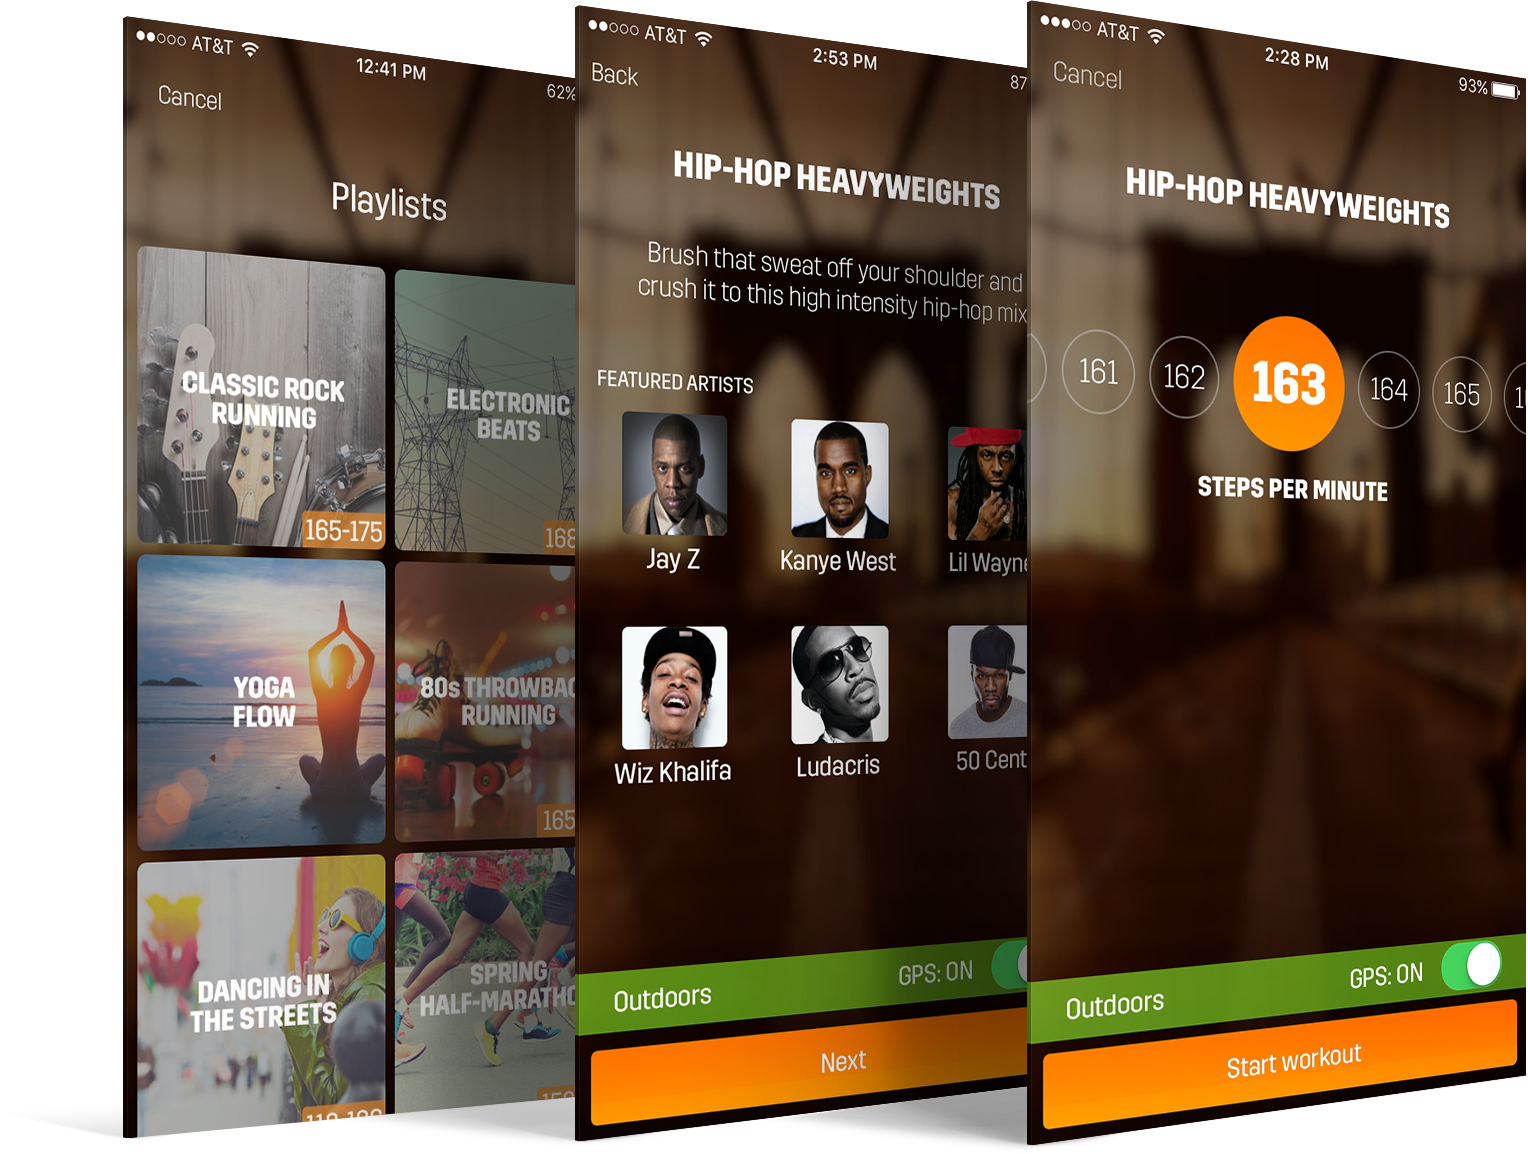 AT&T
12:41 PM
62%
Cancel
Playlists
CLASSIC ROCK
RUNNING
165-175
ELECTRONIC
BEATS
168
YOGA
FLOW
80s THROWBAC
RUNNING
165
DANCING IN
THE STREETS
SPRING
HALF-MARATHO
AT&T
2:53 PM
87
Back
HIP-HOP HEAVYWEIGHTS
Brush that sweat off your shoulder and
crush it to this high intensity hip-hop mix
FEATURED ARTISTS
Jay Z
Kanye West
Lil Wayne
Wiz Khalifa
Ludacris
50 Cent
Outdoors
GPS: ON
Next
AT&T
2:28 PM
93%
Cancel
HIP-HOP HEAVYWEIGHTS
161
162
163
164
165
STEPS PER MINUTE
Outdoors
GPS: ON
Start workout